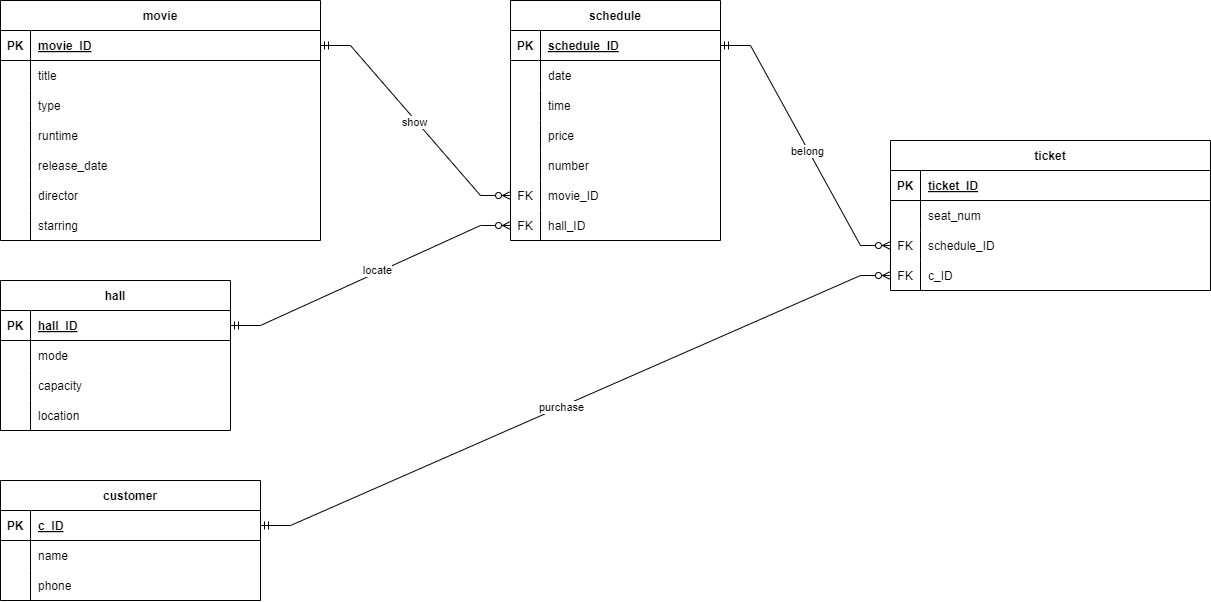 movie
PK movie_ID
title
type
runtime
release_date
director
starring
schedule
PK schedule_ID
date
time
price
number
FK movie_ID
FK hall_ID
show
belong
ticket
PK ticket_ID
seat_num
FK schedule_ID
FK c_ID
locate
hall
PK hall_ID
mode
capacity
location
purchase
customer
PK c_ID
name
phone